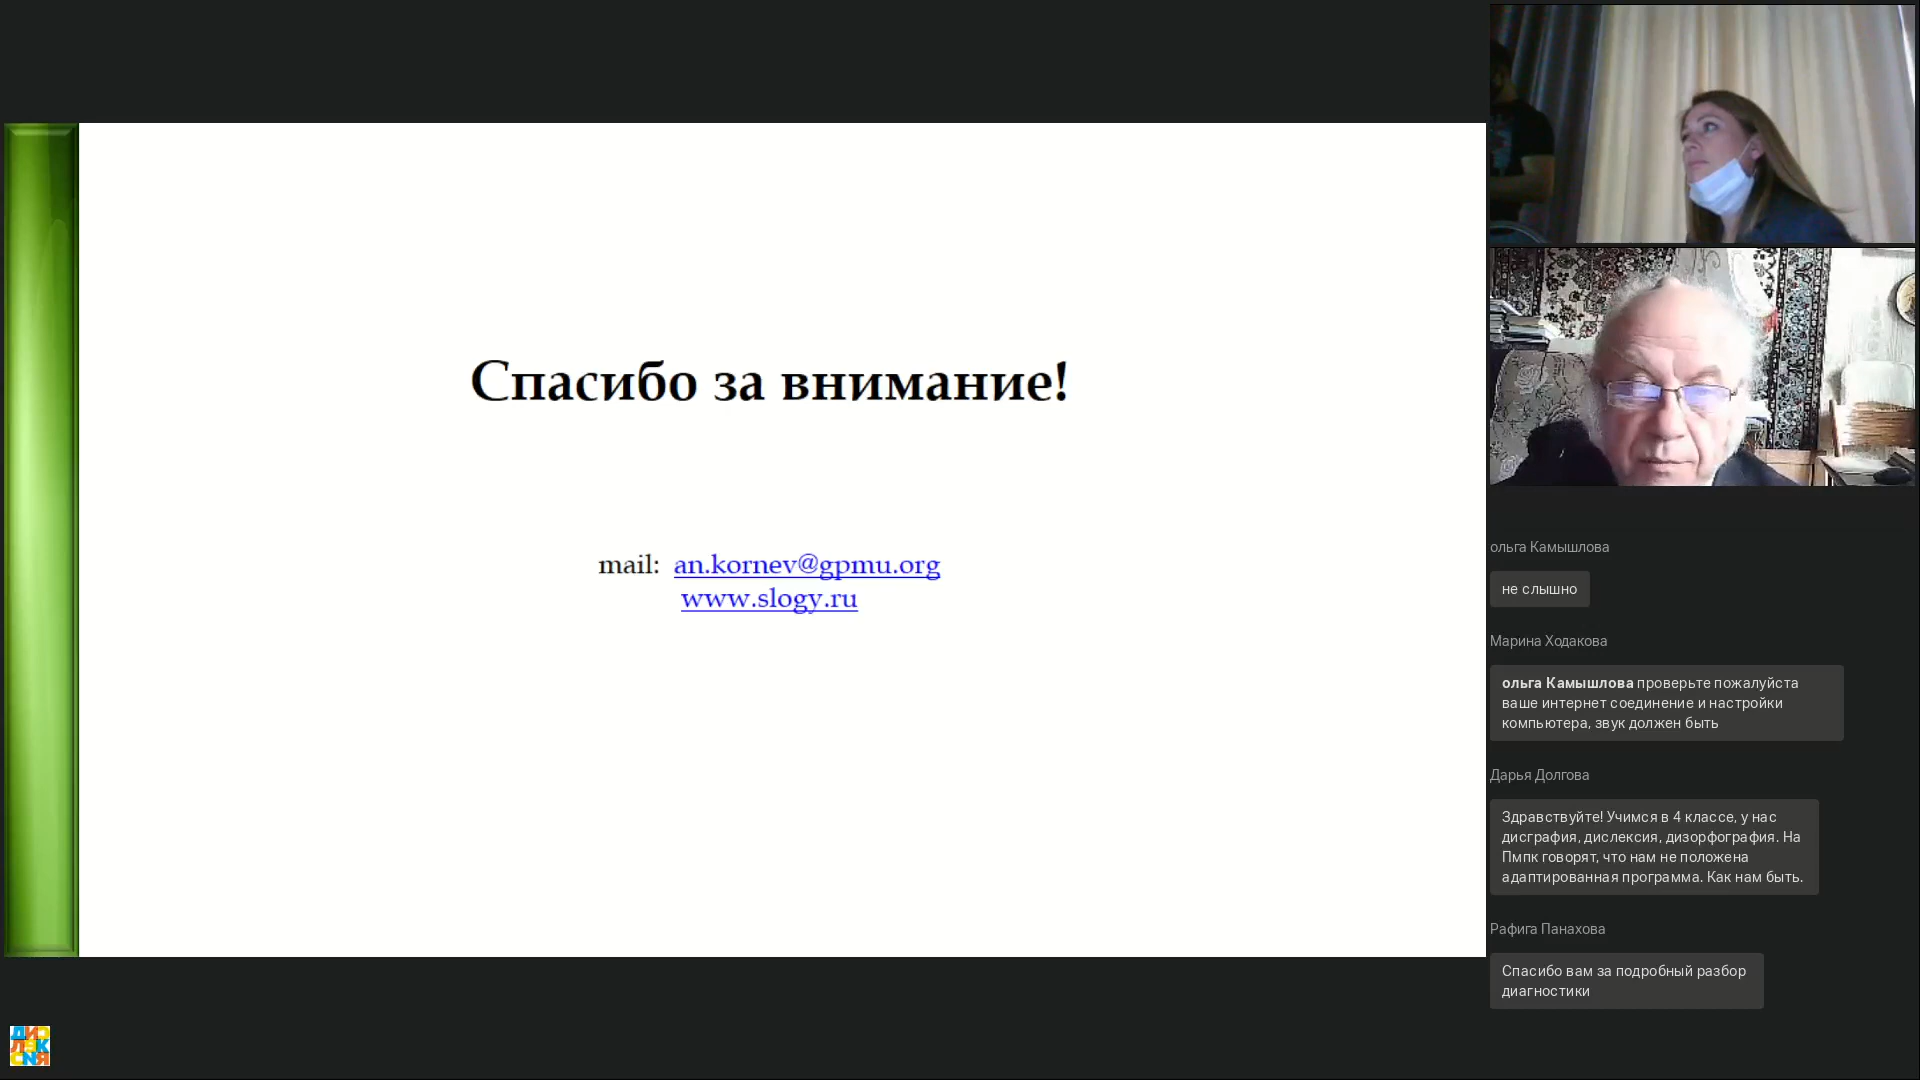 Спасибо за внимание!
mail: an.kornev@gpmu.org
www.slogy.ru
ольга Камышлова
не слышно
Марина Ходакова
ольга Камышлова проверьте пожалуйста
ваше интернет соединение и настройки
компьютера, звук должен быть
Дарья Долгова
Здравствуйте! Учимся в 4 классе, у нас
дисграфия, дислексия, дизорфография. На
Пмпк говорят, что нам не положена
адаптированная программа. Как нам быть.
Рафига Панахова
Спасибо вам за подробный разбор
диагностики
ДИС
ЛЕК
СИЯ